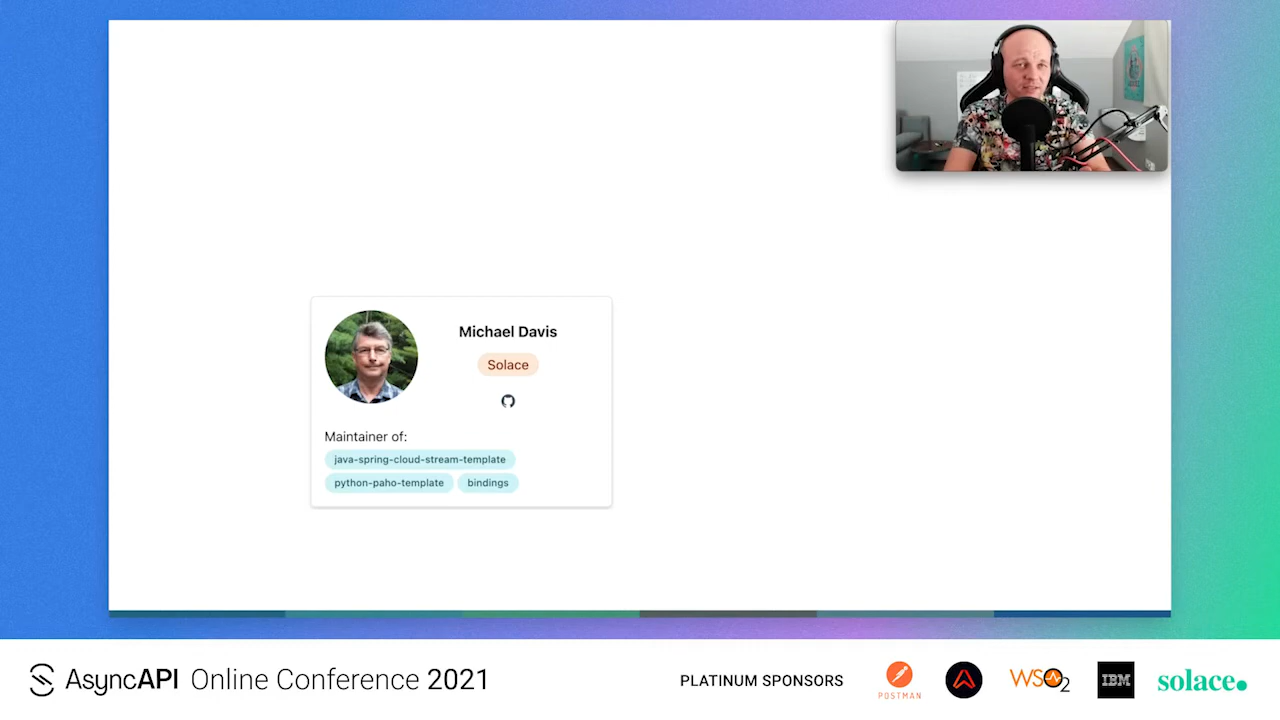 Michael Davis
Solace
Maintainer of:
java-spring-cloud-stream-template
python-paho-template bindings
AsyncAPI Online Conference 2021
PLATINUM SPONSORS
POSTMAN
WSO2
IBM
solace.